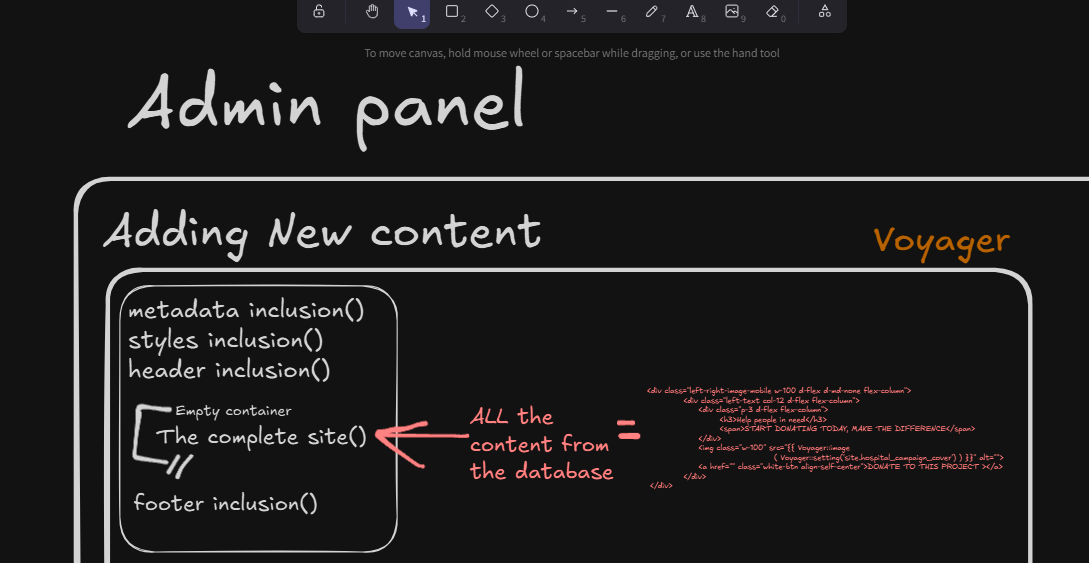 1
2
3
4
5
6
7
8
9
0
To move canvas, hold mouse wheel or spacebar while dragging, or use the hand tool
Admin panel
Adding New content
Voyager
metadata inclusion()
styles inclusion()
header inclusion()
Empty container
The complete site()
footer inclusion()
ALL the
content from
the database
=
<div class="left-right-image-mobile w-100 d-flex d-md-none flex-column">
<div class="left-text col-12 d-flex flex-column">
<div class="p-3 d-flex flex-column">
<h3>Help people in need</h3>
<span>START DONATING TODAY, MAKE THE DIFFERENCE</span>
</div>
<img class="w-100" src="{{ Voyager::image
( Voyager::setting('site.hospital_campaign_cover') ) }}" alt="">
<a href="" class="white-btn align-self-center">DONATE TO THIS PROJECT ></a>
</div>
</div>